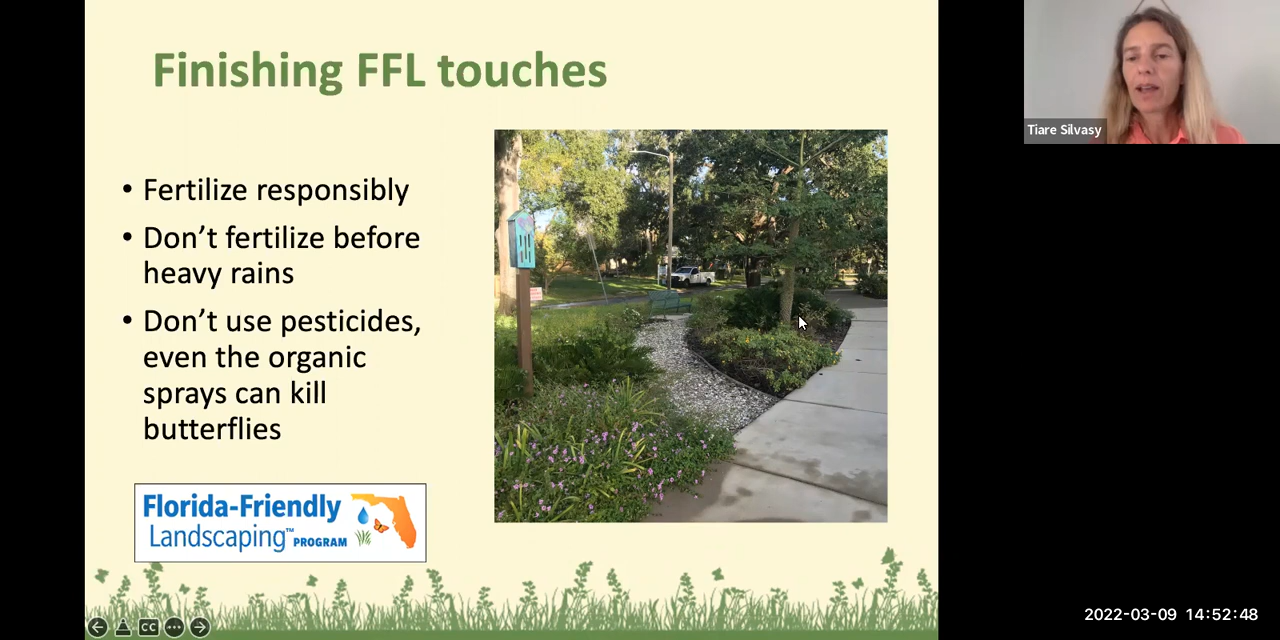 Finishing FFL touches
• Fertilize responsibly
• Don’t fertilize before
heavy rains
• Don’t use pesticides,
even the organic
sprays can kill
butterflies
Florida-Friendly
Landscaping™ PROGRAM
CC
Tiare Silvasy
2022-03-09 14:52:48